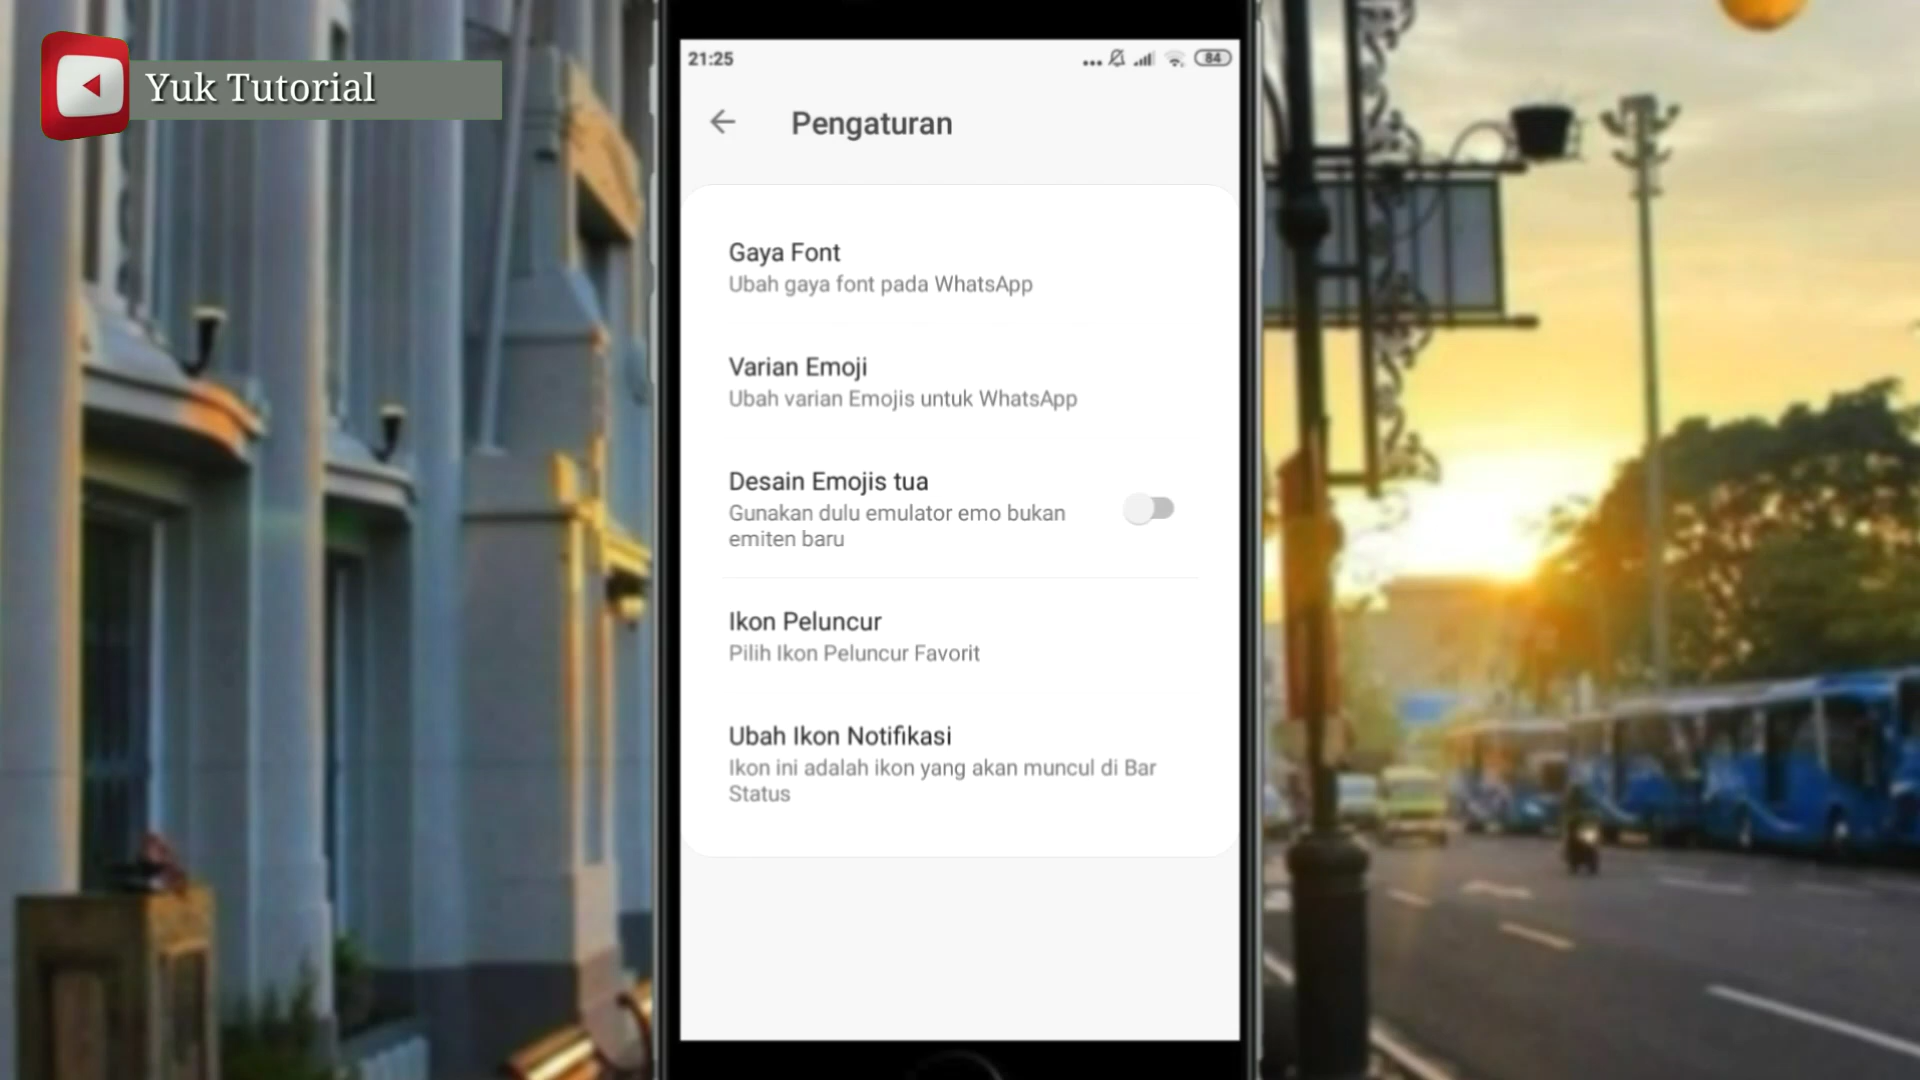 Yuk Tutorial
21:25
84
Pengaturan
Gaya Font
Ubah gaya font pada WhatsApp
Varian Emoji
Ubah varian Emojis untuk WhatsApp
Desain Emojis tua
Gunakan dulu emulator emo bukan
emiten baru
Ikon Peluncur
Pilih Ikon Peluncur Favorit
Ubah Ikon Notifikasi
Ikon ini adalah ikon yang akan muncul di Bar
Status